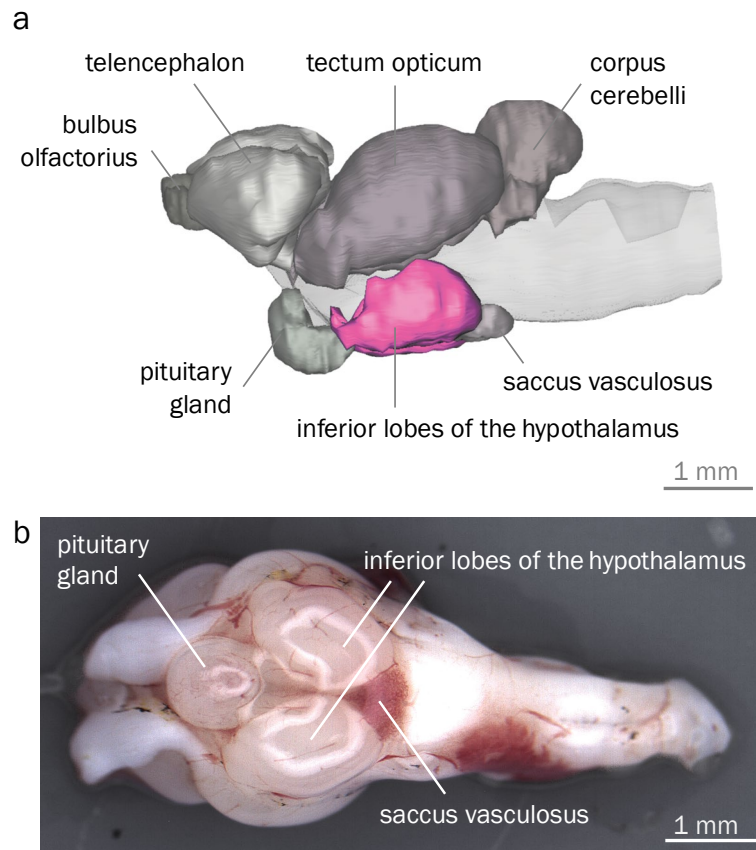 a
telencephalon
tectum opticum
corpus
cerebelli
bulbus
olfactorius
pituitary
gland
saccus vasculosus
inferior lobes of the hypothalamus
1 mm
b
pituitary
gland
inferior lobes of the hypothalamus
saccus vasculosus
1 mm